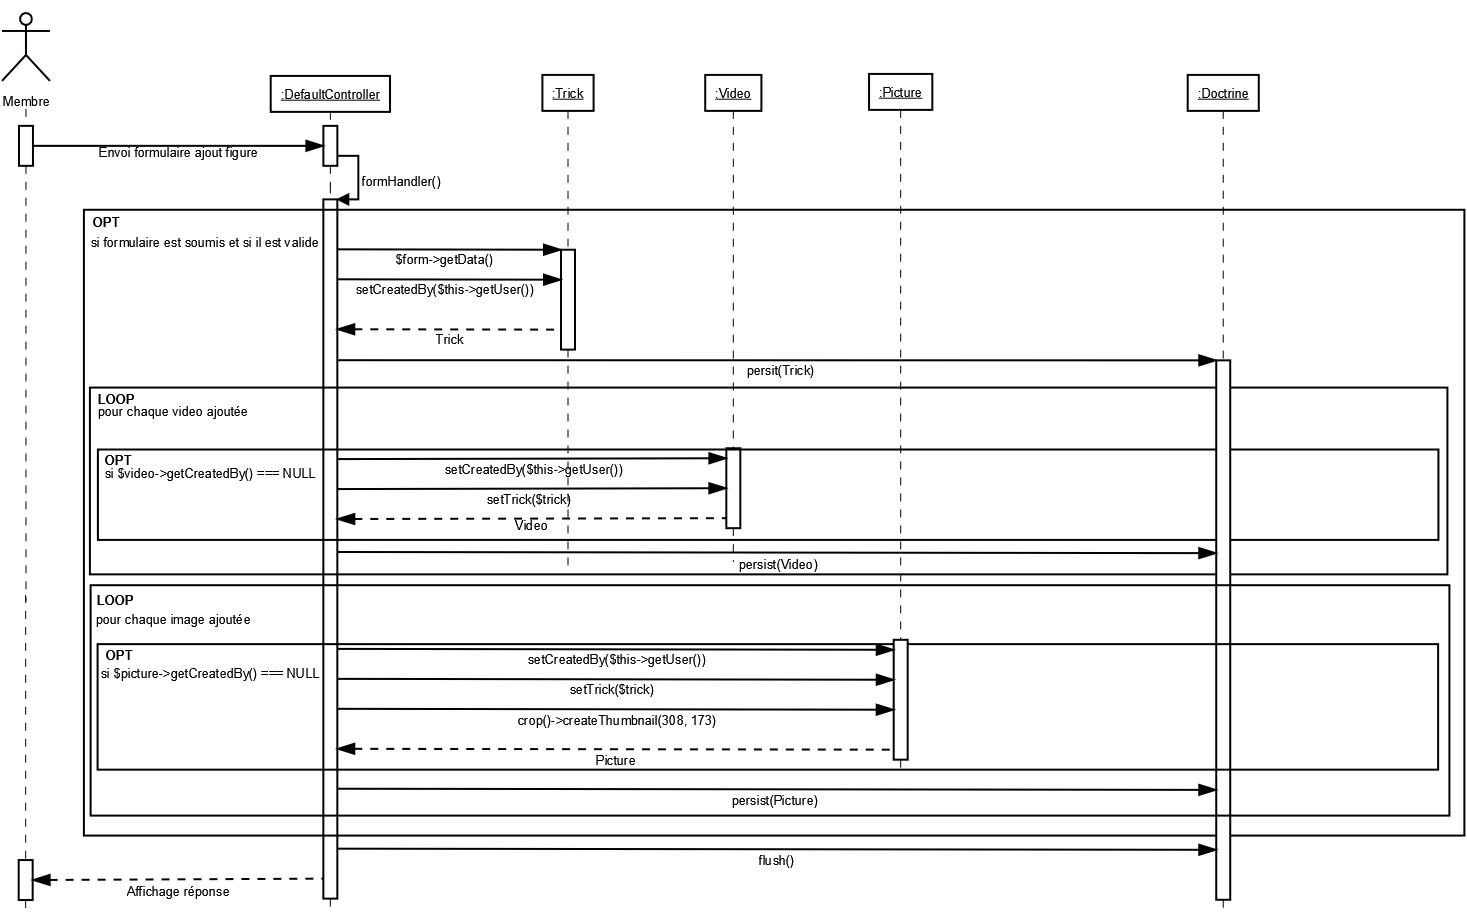 Membre
:DefaultController
:Trick
:Video
:Picture
:Doctrine
Envoi formulaire ajout figure
formHandler()
OPT
si formulaire est soumis et si il est valide
$form->getData()
setCreatedBy($this->getUser())
Trick
persit(Trick)
LOOP
pour chaque video ajoutée
OPT
si $video->getCreatedBy() === NULL
setCreatedBy($this->getUser())
setTrick($trick)
Video
persist(Video)
LOOP
pour chaque image ajoutée
OPT
si $picture->getCreatedBy() === NULL
setCreatedBy($this->getUser())
setTrick($trick)
crop()->createThumbnail(308, 173)
Picture
persist(Picture)
flush()
Affichage réponse